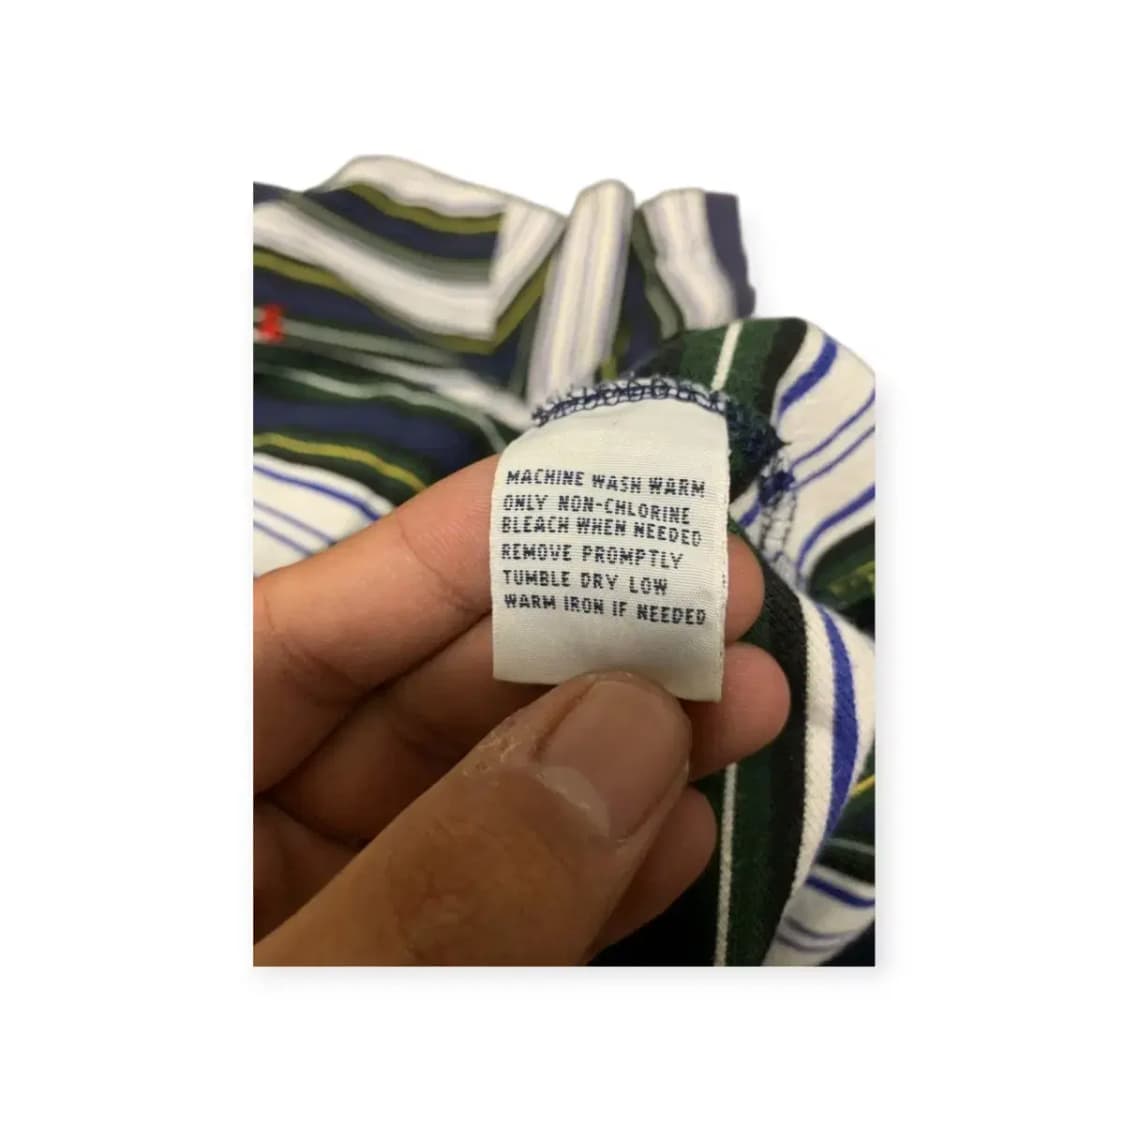 MACHINE WASH WARM
ONLY NON-CHLORINE
BLEACH WHEN NEEDED
REMOVE PROMPTLY
TUMBLE DRY LOW
WARM IRON IF NEEDED